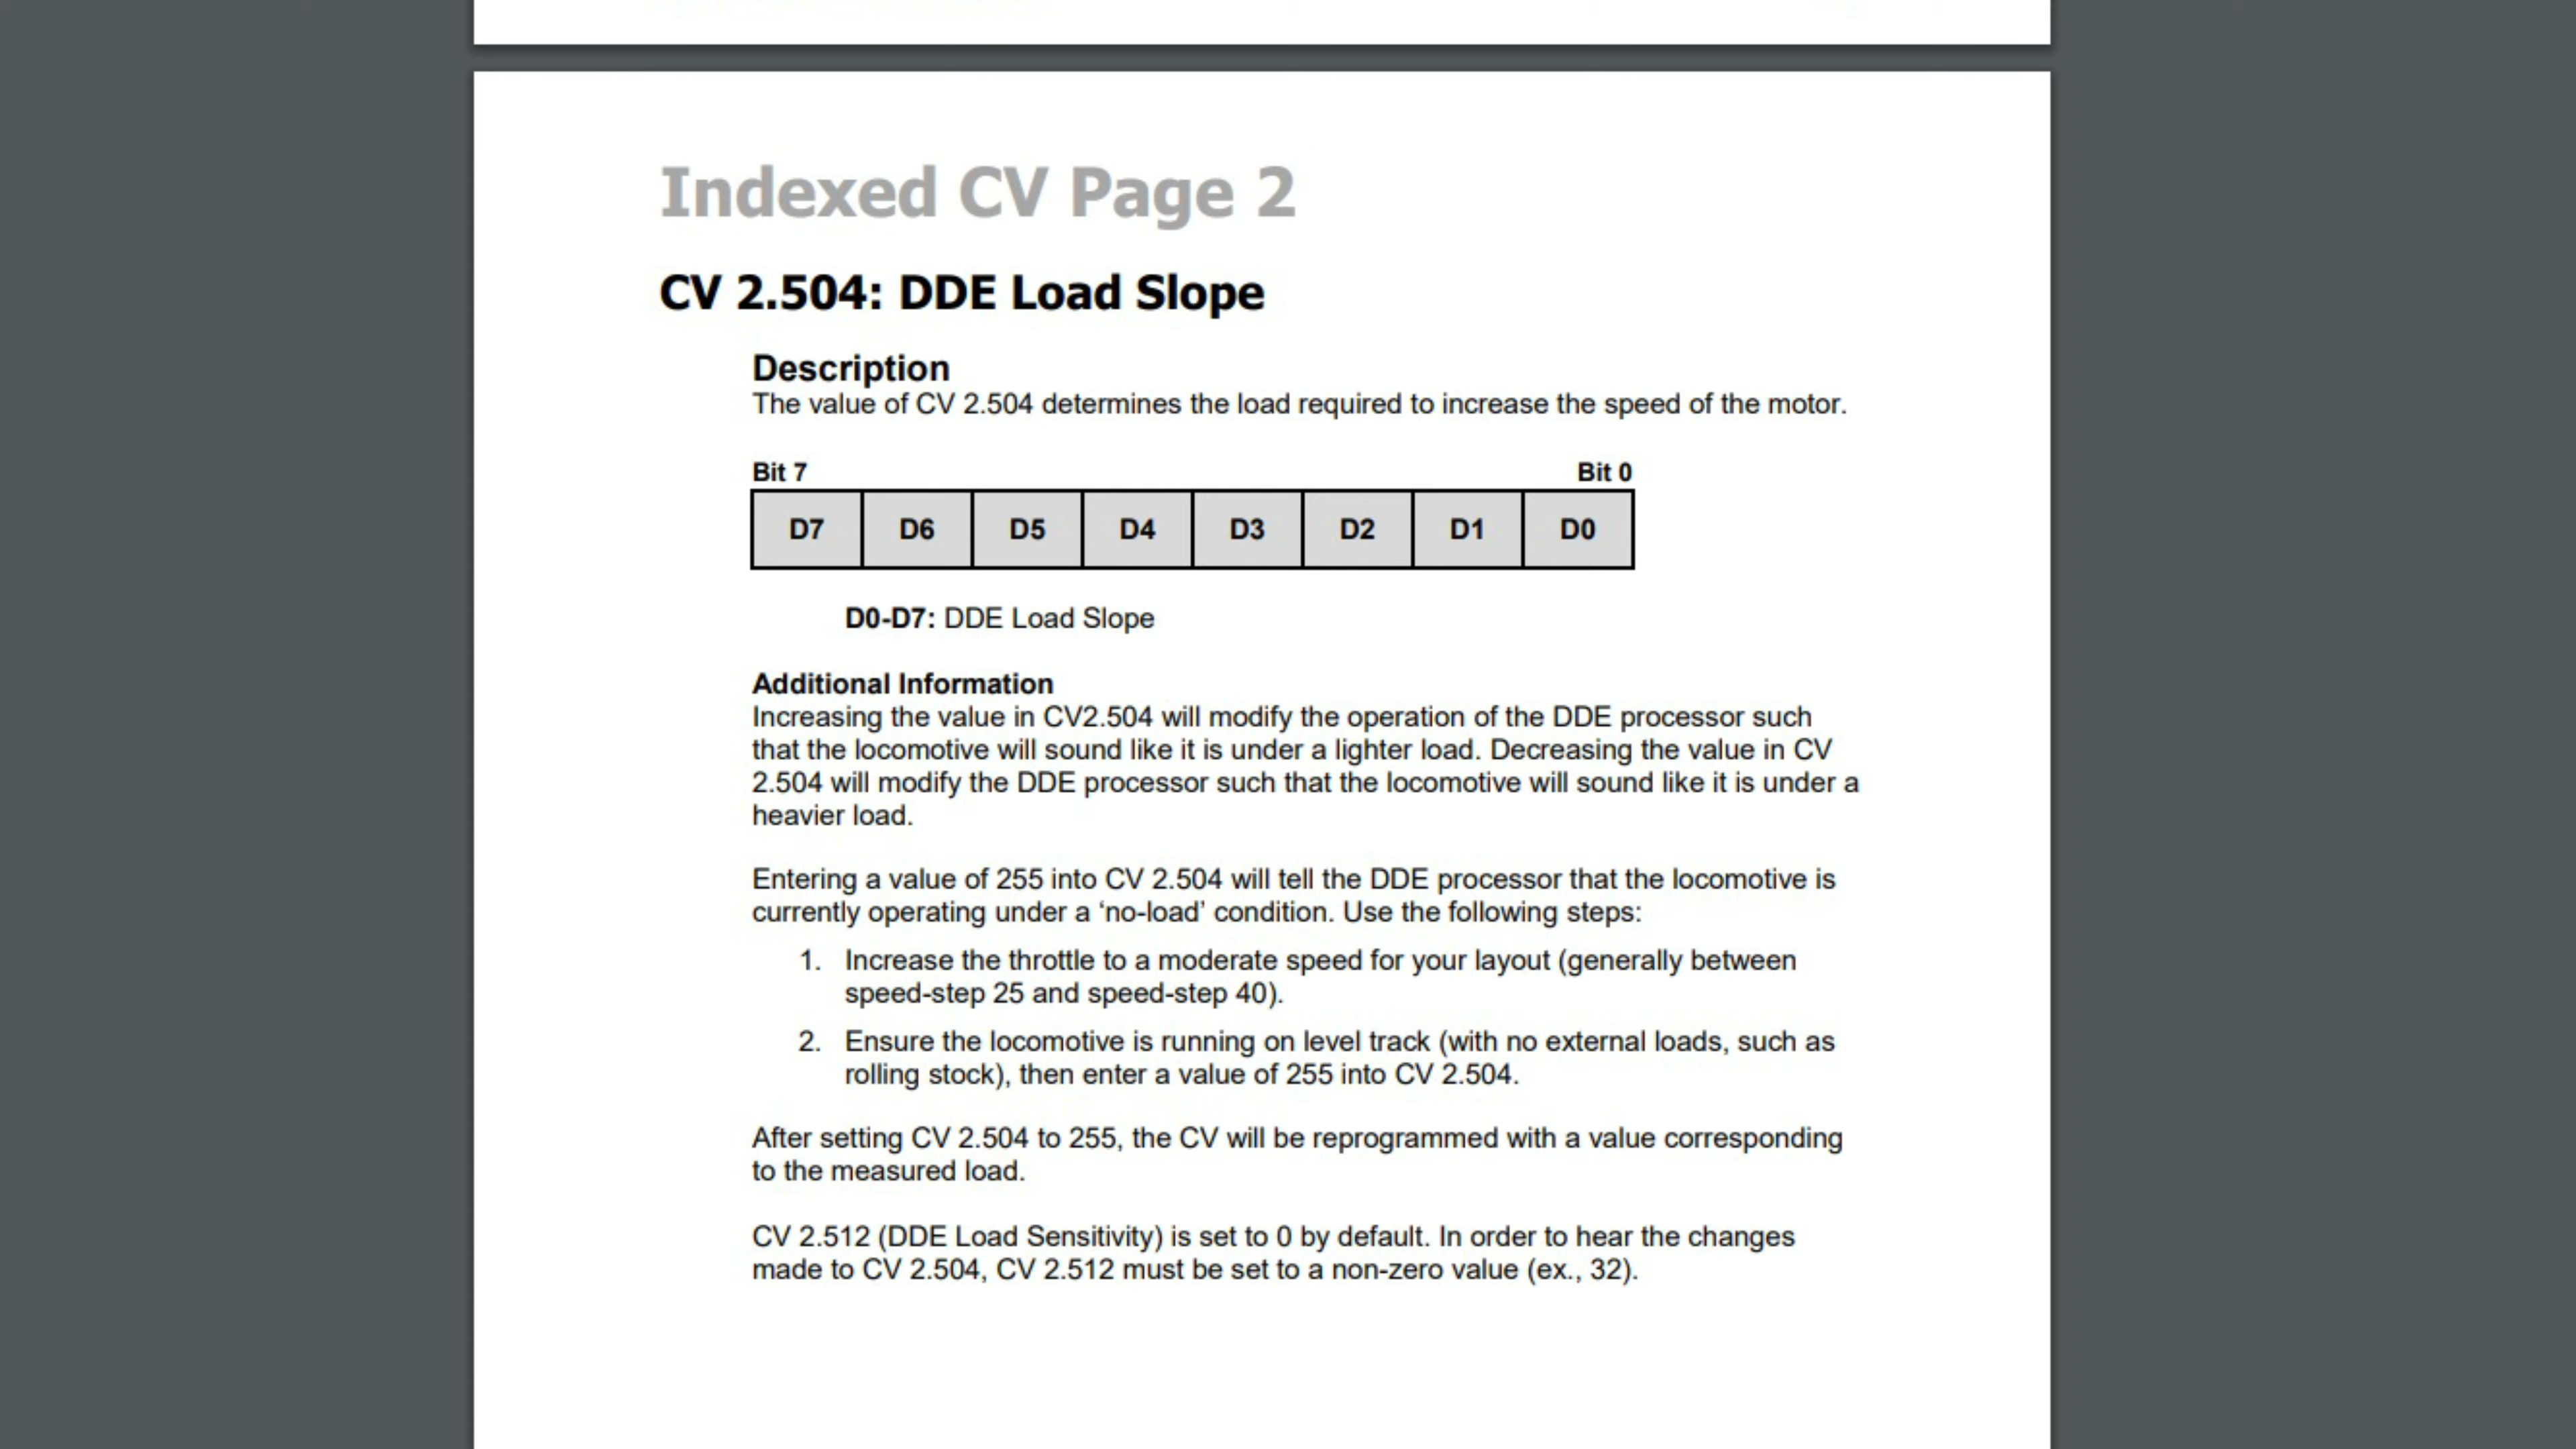 Indexed CV Page 2
CV 2.504: DDE Load Slope
Description
The value of CV 2.504 determines the load required to increase the speed of the motor.
Bit 7 Bit 0
D7 D6 D5 D4 D3 D2 D1 D0
D0-D7: DDE Load Slope
Additional Information
Increasing the value in CV2.504 will modify the operation of the DDE processor such
that the locomotive will sound like it is under a lighter load. Decreasing the value in CV
2.504 will modify the DDE processor such that the locomotive will sound like it is under a
heavier load.
Entering a value of 255 into CV 2.504 will tell the DDE processor that the locomotive is
currently operating under a ‘no-load’ condition. Use the following steps:
1. Increase the throttle to a moderate speed for your layout (generally between
speed-step 25 and speed-step 40).
2. Ensure the locomotive is running on level track (with no external loads, such as
rolling stock), then enter a value of 255 into CV 2.504.
After setting CV 2.504 to 255, the CV will be reprogrammed with a value corresponding
to the measured load.
CV 2.512 (DDE Load Sensitivity) is set to 0 by default. In order to hear the changes
made to CV 2.504, CV 2.512 must be set to a non-zero value (ex., 32).